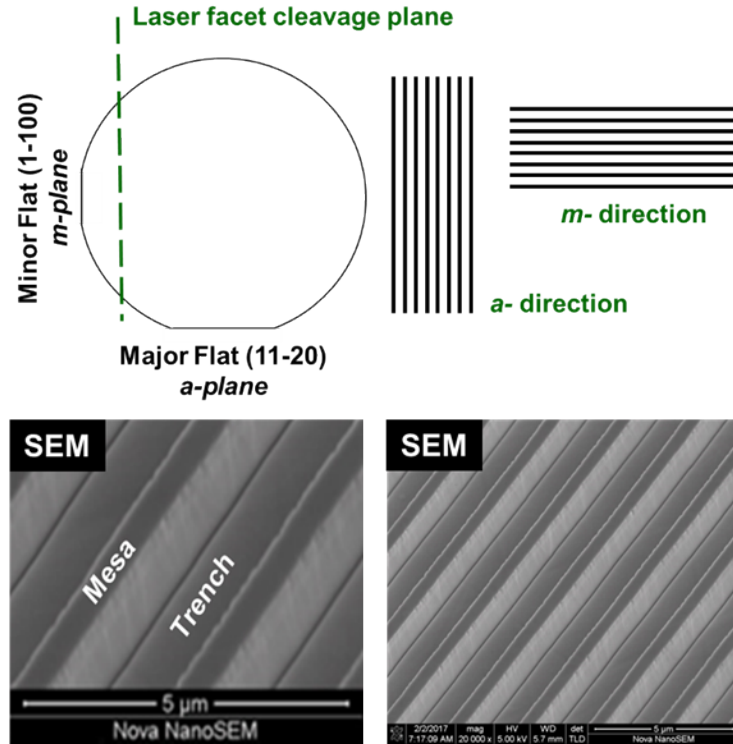 Laser facet cleavage plane
Minor Flat (1-100)
m-plane
m- direction
a- direction
Major Flat (11-20)
a-plane
SEM
Mesa
Trench
5 µm
Nova NanoSEM
SEM
2/2/2017 mag HV WD det
7:17:09 AM 20 000 x 5.00 kV 5.7 mm TLD
5 µm
Nova NanoSEM